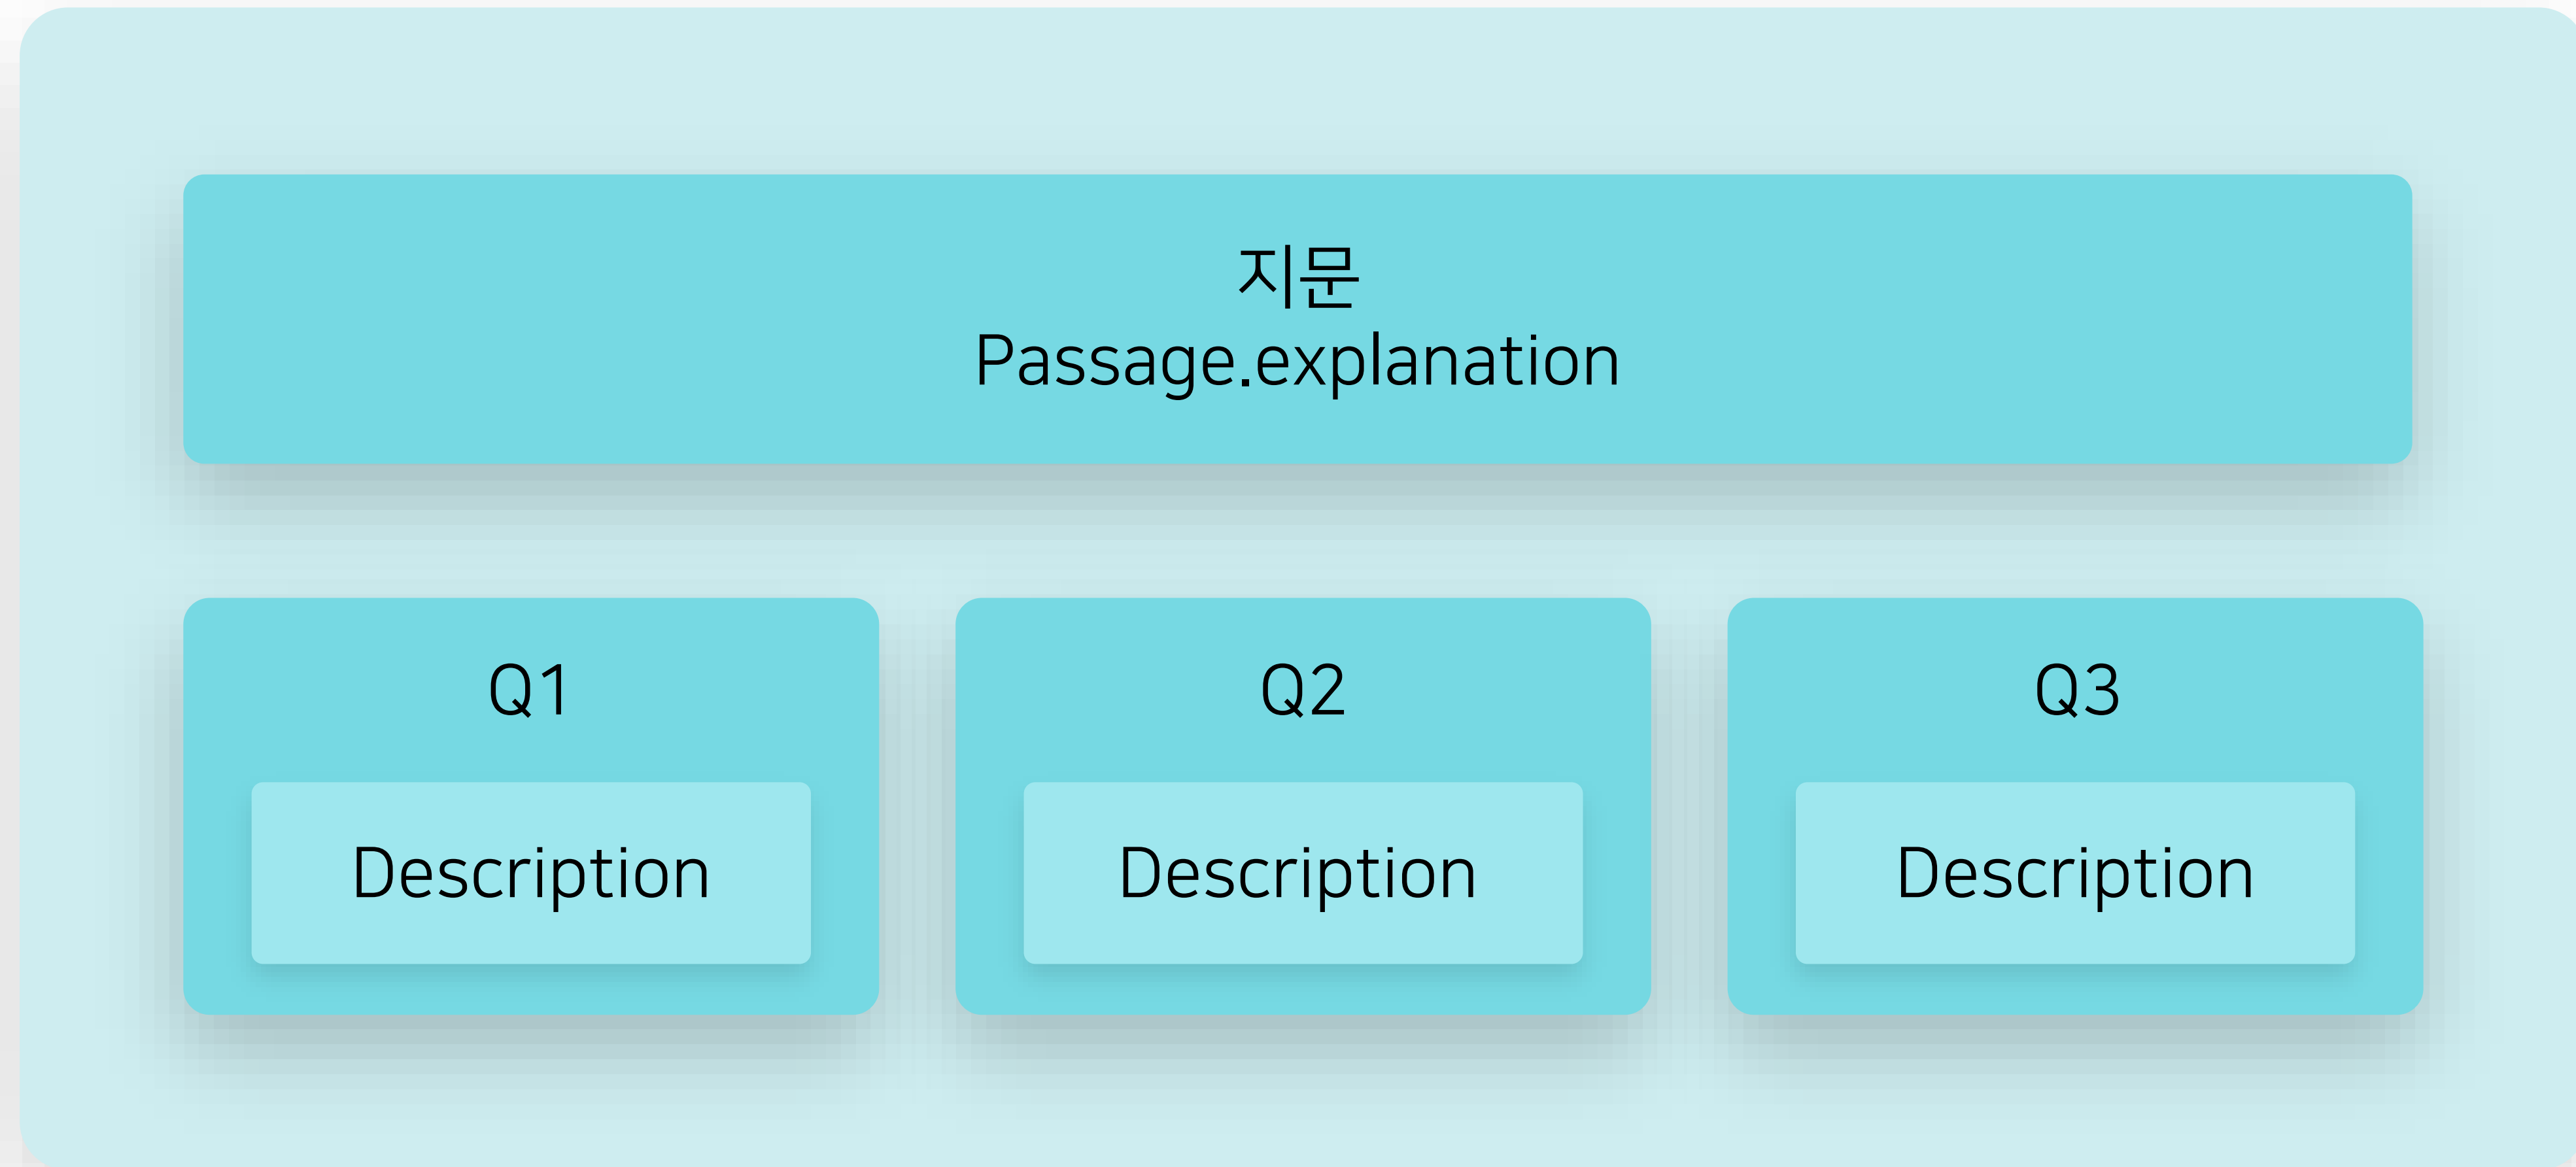 지문
Passage.explanation
Q1
Q2
Q3
Description
Description
Description